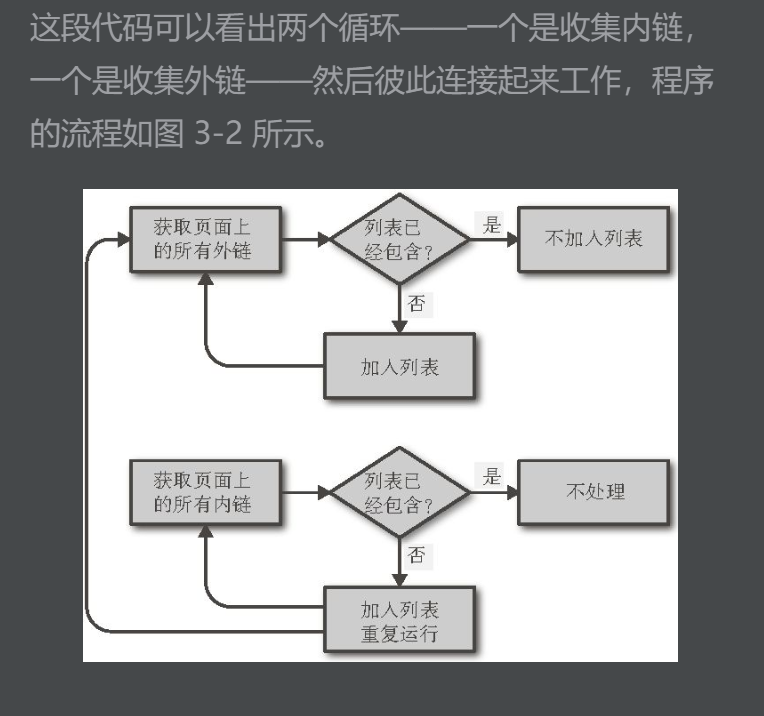 这段代码可以看出两个循环——一个是收集内链，
一个是收集外链——然后彼此连接起来工作，程序
的流程如图 3-2 所示。
获取页面上
的所有外链
列表已
经包含？
是
不加入列表
否
加入列表
获取页面上
的所有内链
列表已
经包含？
是
不处理
否
加入列表
重复运行